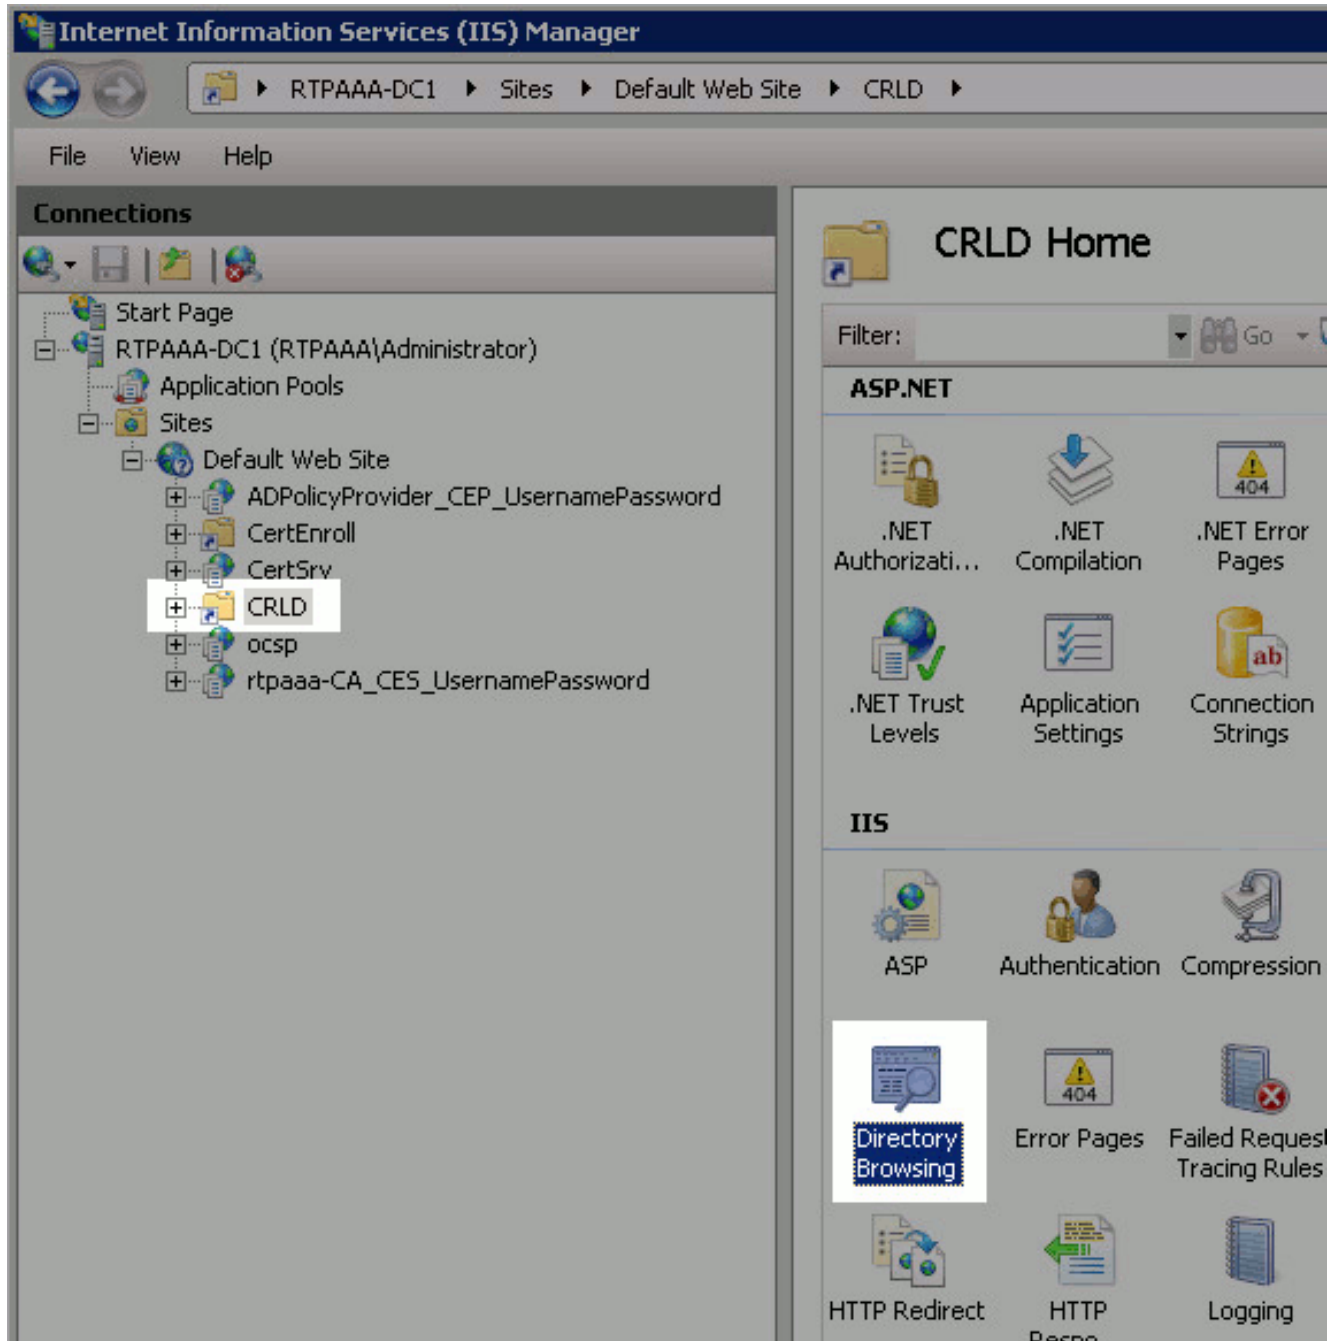 Internet Information Services (IIS) Manager
RTPAAA-DC1 Sites Default Web Site CRLD
File View Help
Connections
Start Page
RTPAAA-DC1 (RTPAAA\Administrator)
Application Pools
Sites
Default Web Site
ADPolicyProvider_CEP_UsernamePassword
CertEnroll
CertSrv
CRLD
ocsp
rtpaaa-CA_CES_UsernamePassword
CRLD Home
Filter: Go
ASP.NET
404
.NET .NET .NET Error
Authorizati... Compilation Pages
ab
.NET Trust Application Connection
Levels Settings Strings
IIS
ASP Authentication Compression
404
Directory Error Pages Failed Request
Browsing Tracing Rules
HTTP Redirect HTTP Logging
Respo